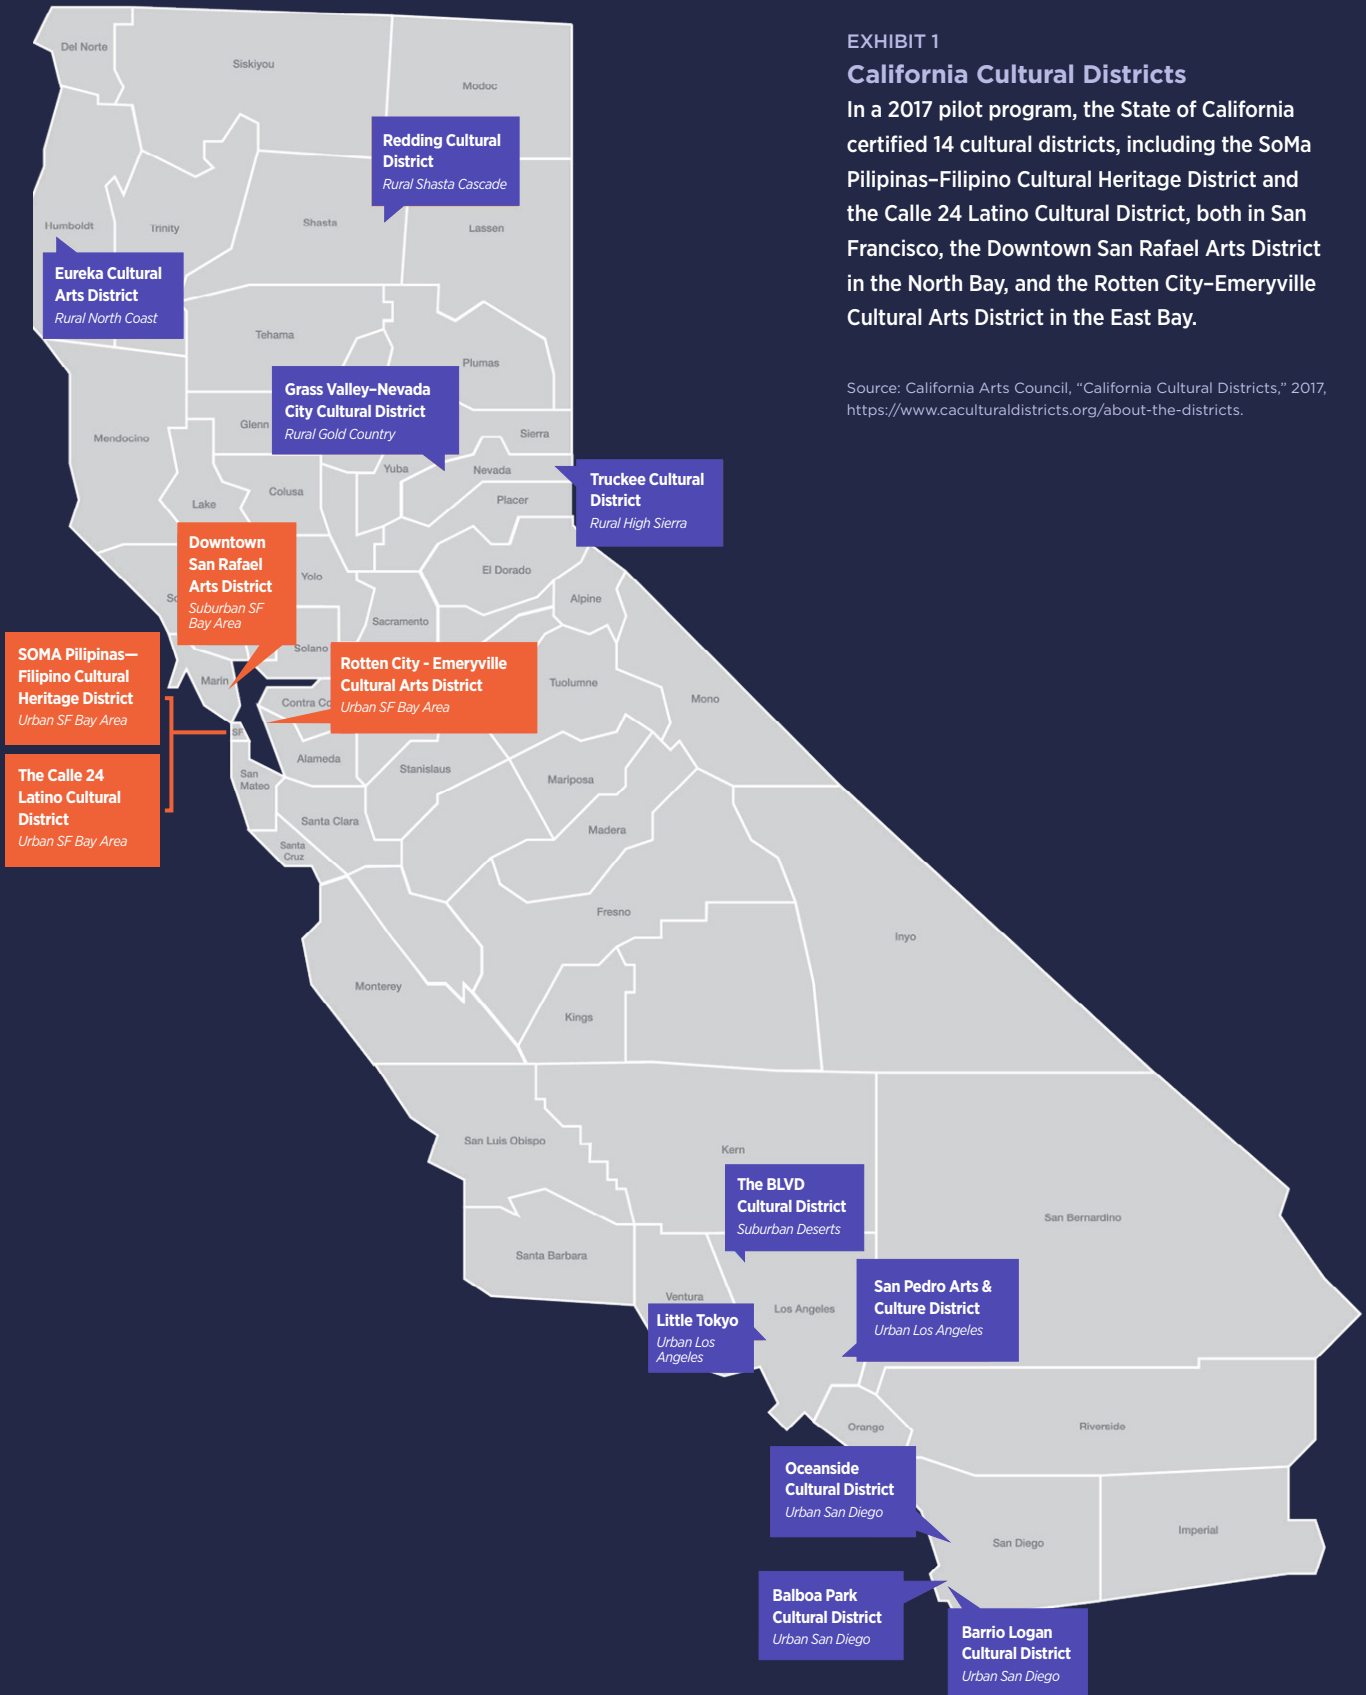 EXHIBIT 1
California Cultural Districts
In a 2017 pilot program, the State of California
certified 14 cultural districts, including the SoMa
Pilipinas–Filipino Cultural Heritage District and
the Calle 24 Latino Cultural District, both in San
Francisco, the Downtown San Rafael Arts District
in the North Bay, and the Rotten City–Emeryville
Cultural Arts District in the East Bay.
Source: California Arts Council, “California Cultural Districts,” 2017,
https://www.caculturaldistricts.org/about-the-districts.
Del Norte
Siskiyou
Modoc
Redding Cultural
District
Rural Shasta Cascade
Humboldt
Trinity
Shasta
Lassen
Eureka Cultural
Arts District
Rural North Coast
Tehama
Plumas
Grass Valley–Nevada
City Cultural District
Rural Gold Country
Glenn
Mendocino
Sierra
Yuba
Nevada
Truckee Cultural
District
Rural High Sierra
Colusa
Lake
Placer
Downtown
San Rafael
Arts District
Suburban SF
Bay Area
Yolo
El Dorado
So
Alpine
Sacramento
Solano
SOMA Pilipinas—
Filipino Cultural
Heritage District
Urban SF Bay Area
Rotten City - Emeryville
Cultural Arts District
Urban SF Bay Area
Marin
Tuolumne
Mono
Contra Co
SF
Alameda
Stanislaus
The Calle 24
Latino Cultural
District
Urban SF Bay Area
San
Mateo
Mariposa
Santa Clara
Madera
Santa
Cruz
Fresno
Inyo
Monterey
Kings
San Luis Obispo
Kern
The BLVD
Cultural District
Suburban Deserts
San Bernardino
Santa Barbara
Ventura
Los Angeles
San Pedro Arts &
Culture District
Urban Los Angeles
Little Tokyo
Urban Los
Angeles
Orange
Riverside
Oceanside
Cultural District
Urban San Diego
San Diego
Imperial
Balboa Park
Cultural District
Urban San Diego
Barrio Logan
Cultural District
Urban San Diego